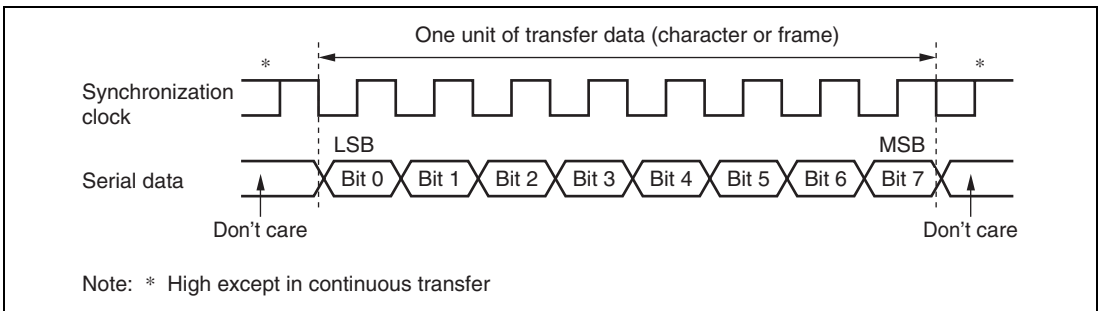 One unit of transfer data (character or frame)
* *
Synchronization
clock
LSB MSB
Serial data Bit 0 Bit 1 Bit 2 Bit 3 Bit 4 Bit 5 Bit 6 Bit 7
Don't care Don't care
Note: * High except in continuous transfer